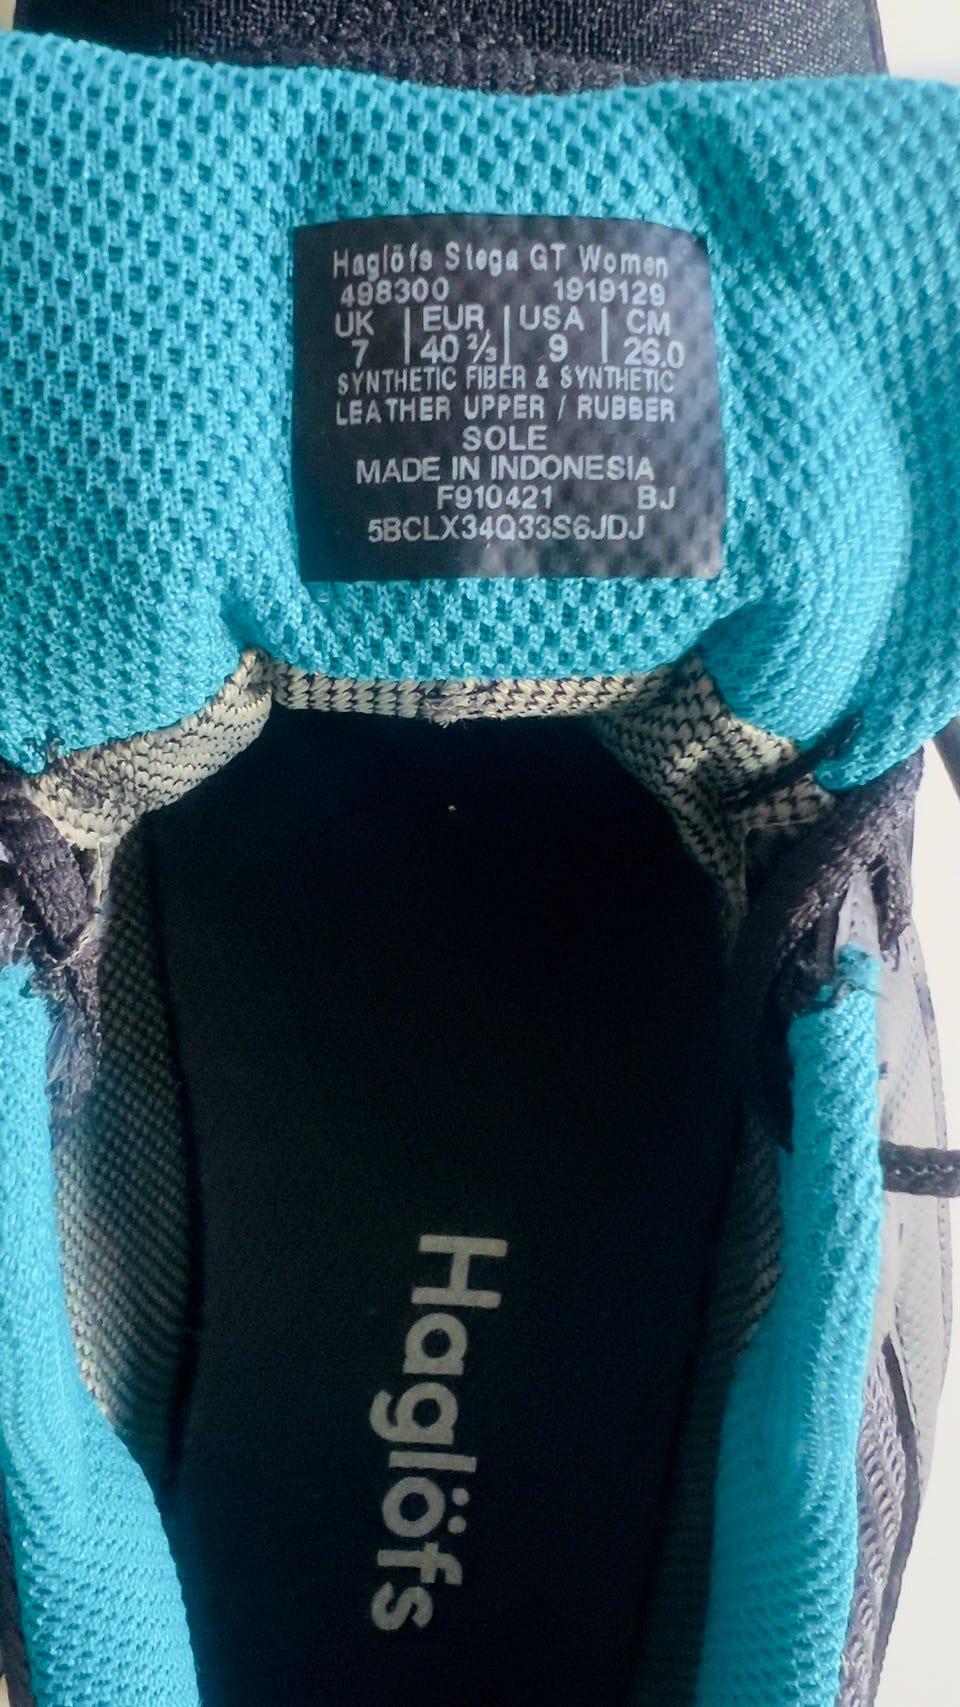 Haglöfs Stega GT Women
498300 1919129
UK | EUR | USA | CM
7 | 40 ⅔ | 9 | 26.0
SYNTHETIC FIBER & SYNTHETIC
LEATHER UPPER / RUBBER
SOLE
MADE IN INDONESIA
F910421 BJ
5BCLX34Q33S6JDJ
Haglöfs